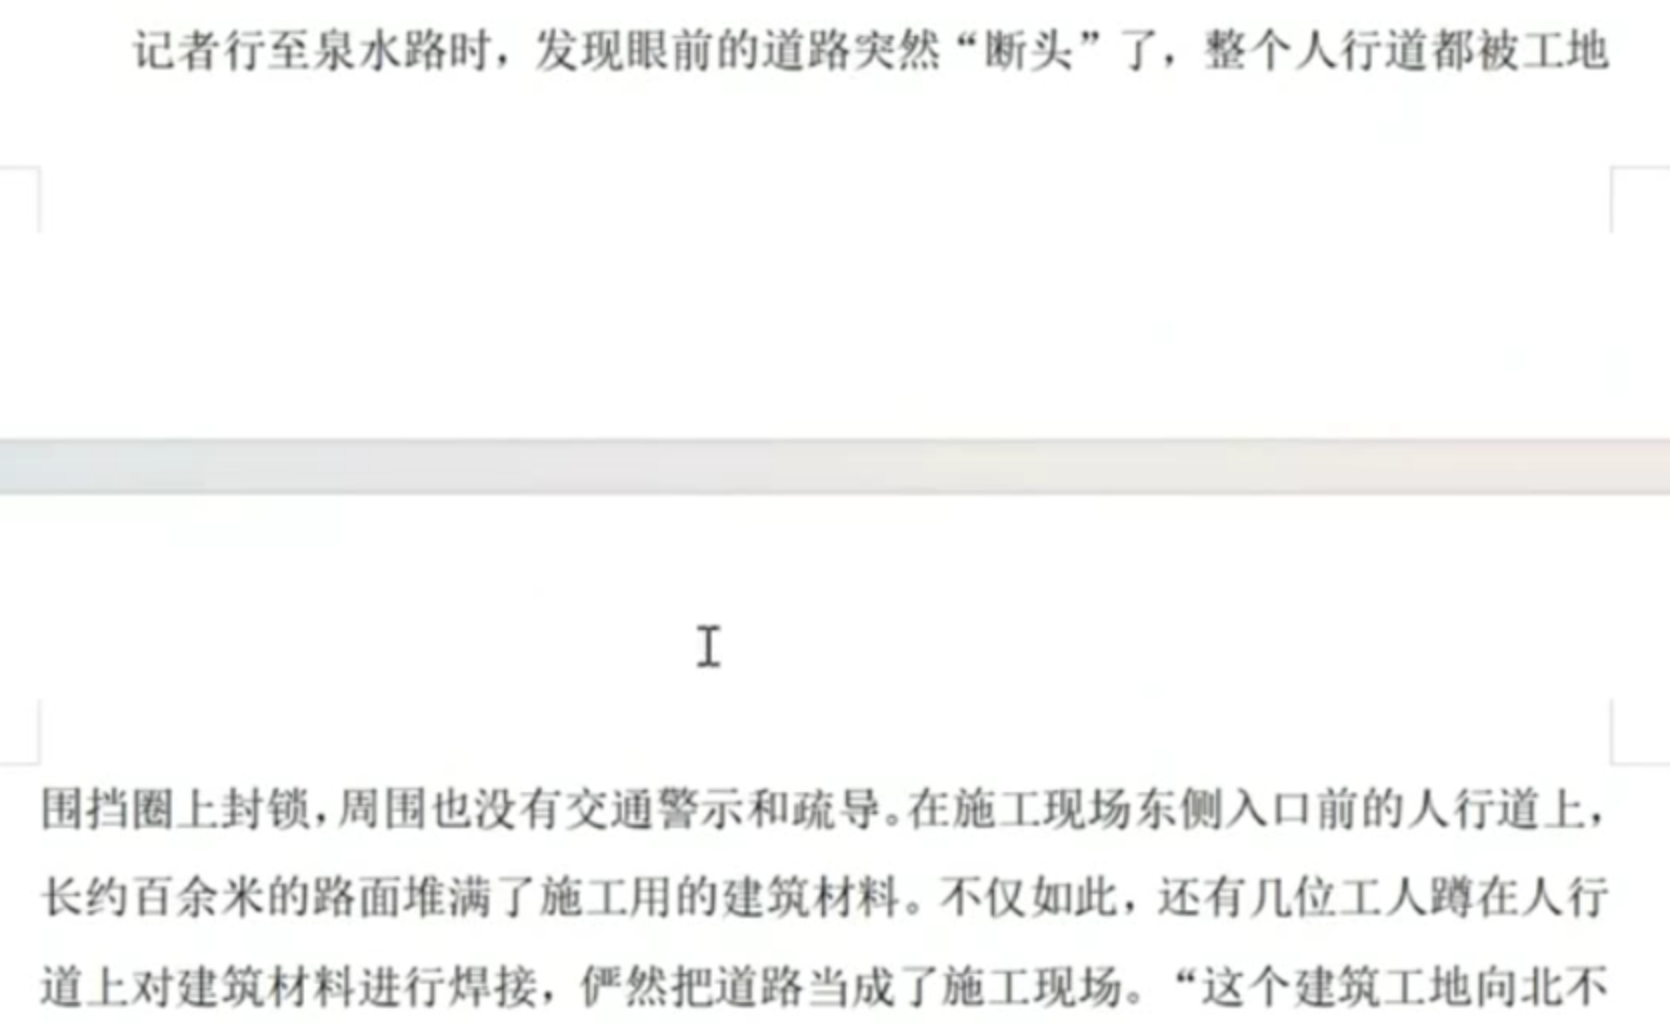 记者行至泉水路时，发现眼前的道路突然“断头”了，整个人行道都被工地
围挡圈上封锁，周围也没有交通警示和疏导。在施工现场东侧入口前的人行道上，
长约百余米的路面堆满了施工用的建筑材料。不仅如此，还有几位工人蹲在人行
道上对建筑材料进行焊接，俨然把道路当成了施工现场。“这个建筑工地向北不